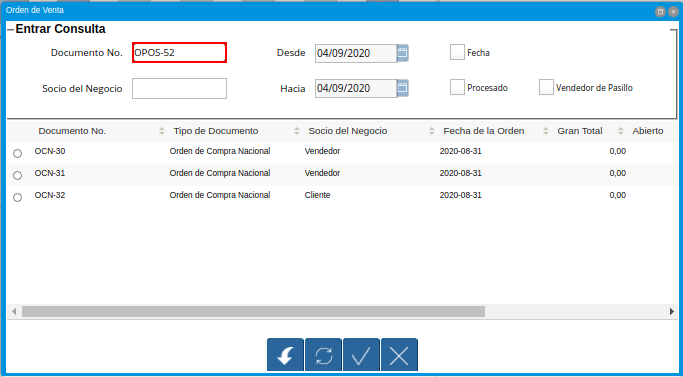 Orden de Venta
Entrar Consulta
Documento No. OPOS-52 Desde 04/09/2020 Fecha
Socio del Negocio Hacia 04/09/2020 Procesado Vendedor de Pasillo
Documento No. Tipo de Documento Socio del Negocio Fecha de la Orden Gran Total Abierto
OCN-30 Orden de Compra Nacional Vendedor 2020-08-31 0,00
OCN-31 Orden de Compra Nacional Vendedor 2020-08-31 0,00
OCN-32 Orden de Compra Nacional Cliente 2020-08-31 0,00